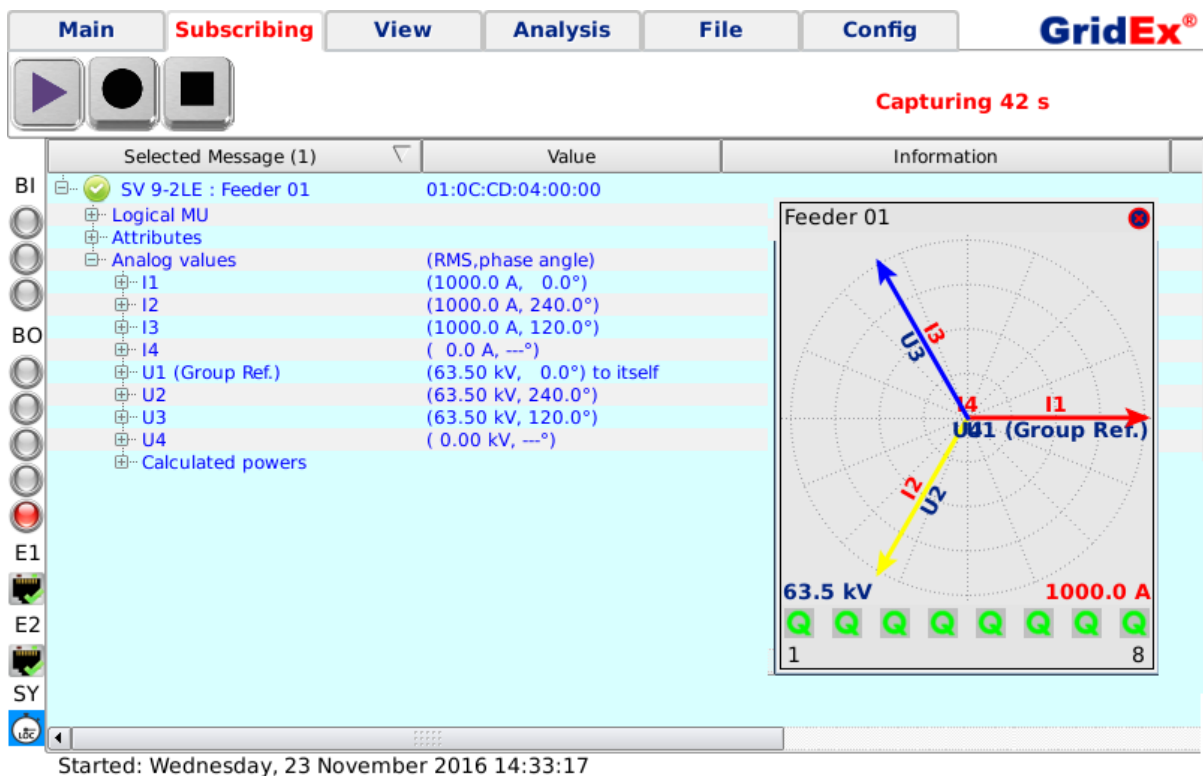 Main Subscribing View Analysis File Config GridEx®
Capturing 42 s
Selected Message (1) Value Information
BI
SV 9-2LE : Feeder 01 01:0C:CD:04:00:00
Logical MU
Attributes
Analog values (RMS,phase angle)
I1 (1000.0 A, 0.0°)
I2 (1000.0 A, 240.0°)
I3 (1000.0 A, 120.0°)
I4 ( 0.0 A, ---°)
U1 (Group Ref.) (63.50 kV, 0.0°) to itself
U2 (63.50 kV, 240.0°)
U3 (63.50 kV, 120.0°)
U4 ( 0.00 kV, ---°)
Calculated powers
BO
E1
E2
SY
LOC
Feeder 01
I3
U3
I4 I1
U4 U1 (Group Ref.)
I2
U2
63.5 kV 1000.0 A
Q Q Q Q Q Q Q Q
1 8
Started: Wednesday, 23 November 2016 14:33:17